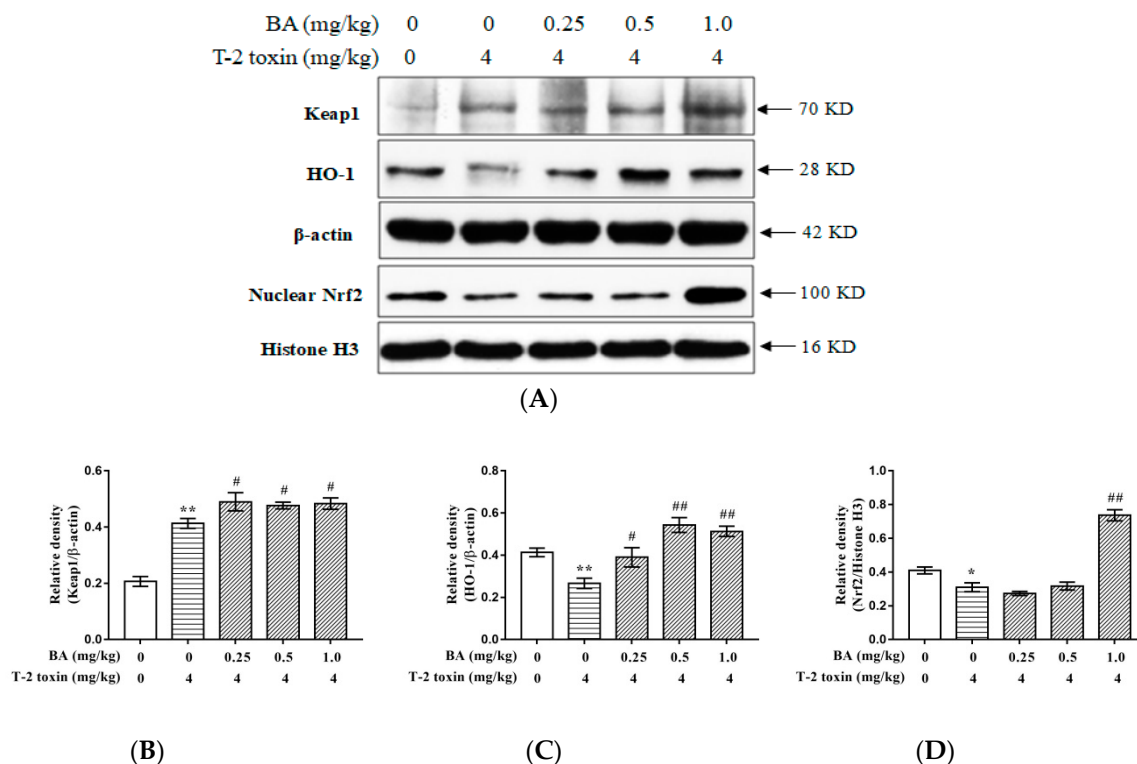 BA (mg/kg) 0 0 0.25 0.5 1.0
T-2 toxin (mg/kg) 0 4 4 4 4
Keap1 70 KD
HO-1 28 KD
β-actin 42 KD
Nuclear Nrf2 100 KD
Histone H3 16 KD
(A)
Relative density
(Keap1/β-actin)
0.6
0.4
0.2
0.0
** # # #
BA (mg/kg) 0 0 0.25 0.5 1.0
T-2 toxin (mg/kg) 0 4 4 4 4
(B)
Relative density
(HO-1/β-actin)
0.8
0.6
0.4
0.2
0.0
** # ## ##
BA (mg/kg) 0 0 0.25 0.5 1.0
T-2 toxin (mg/kg) 0 4 4 4 4
(C)
Relative density
(Nrf2/Histone H3)
1.0
0.8
0.6
0.4
0.2
0.0
* ##
BA (mg/kg) 0 0 0.25 0.5 1.0
T-2 toxin (mg/kg) 0 4 4 4 4
(D)